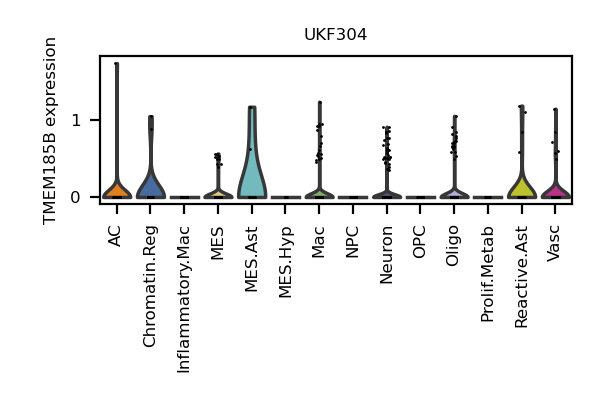 UKF304
TMEM185B expression
1
0
AC
Chromatin.Reg
Inflammatory.Mac
MES
MES.Ast
MES.Hyp
Mac
NPC
Neuron
OPC
Oligo
Prolif.Metab
Reactive.Ast
Vasc